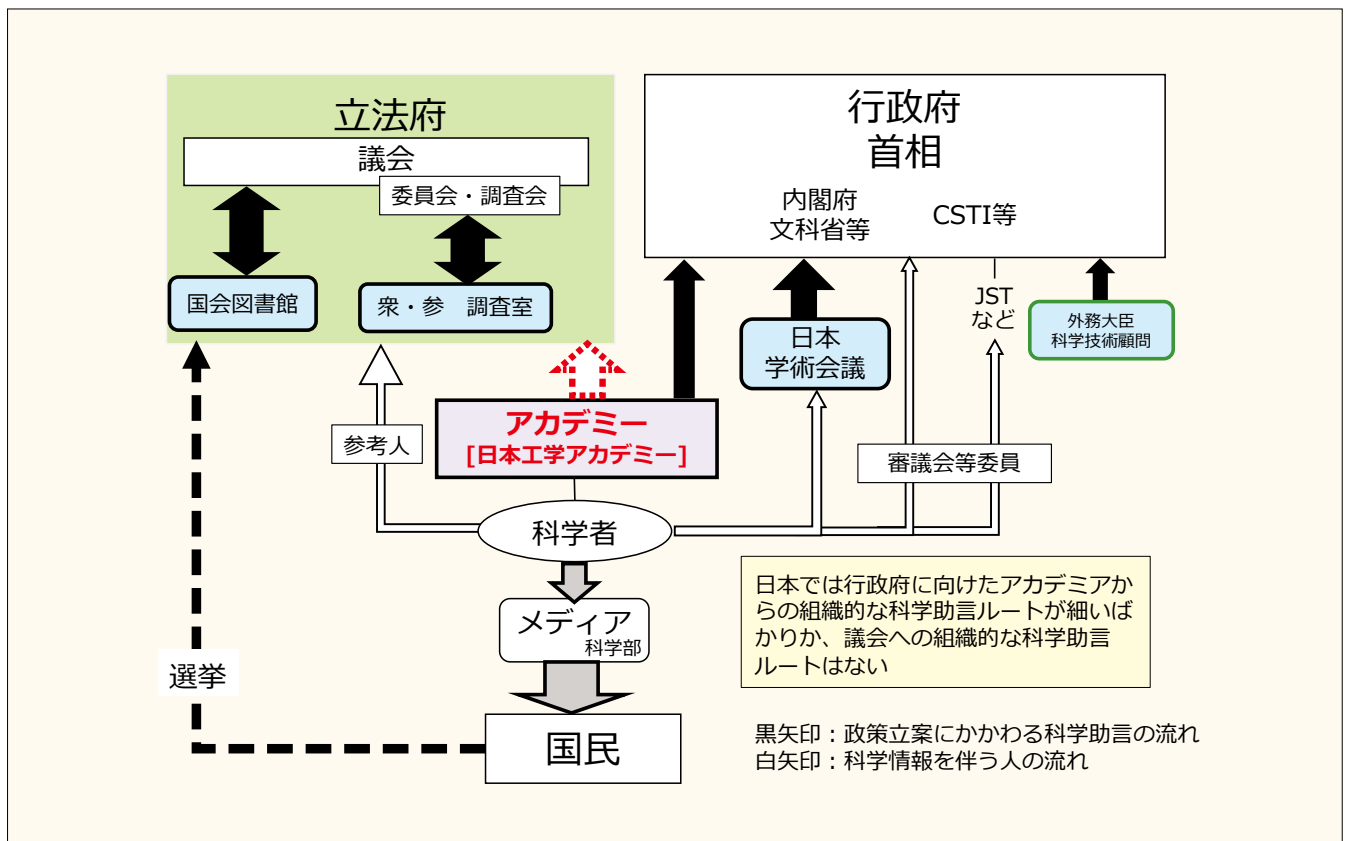 立法府
議会
委員会・調査会
国会図書館
衆・参　調査室
行政府
首相
内閣府
文科省等
CSTI等
JST
など
外務大臣
科学技術顧問
日本
学術会議
アカデミー
[日本工学アカデミー]
参考人
審議会等委員
科学者
メディア
科学部
国民
選挙
日本では行政府に向けたアカデミアか
らの組織的な科学助言ルートが細いば
かりか、議会への組織的な科学助言
ルートはない
黒矢印：政策立案にかかわる科学助言の流れ
白矢印：科学情報を伴う人の流れ